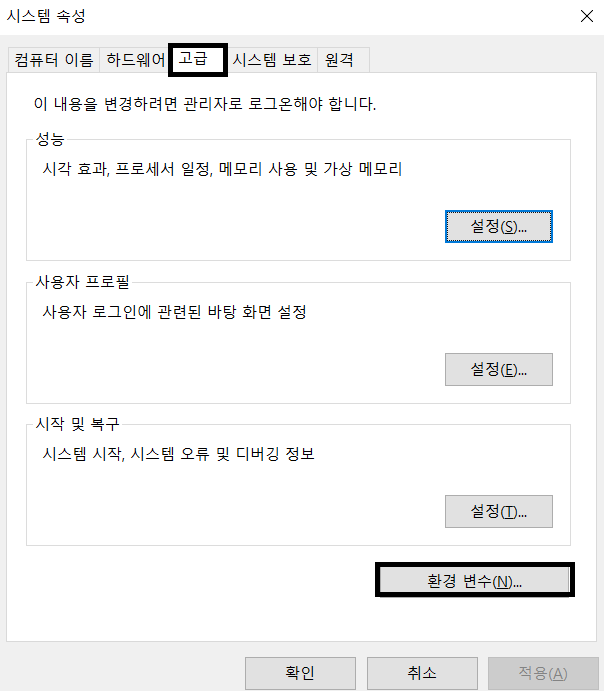 시스템 속성
컴퓨터 이름 하드웨어 고급 시스템 보호 원격
이 내용을 변경하려면 관리자로 로그온해야 합니다.
성능
시각 효과, 프로세서 일정, 메모리 사용 및 가상 메모리
설정(S)...
사용자 프로필
사용자 로그인에 관련된 바탕 화면 설정
설정(E)...
시작 및 복구
시스템 시작, 시스템 오류 및 디버깅 정보
설정(T)...
환경 변수(N)...
확인 취소 적용(A)